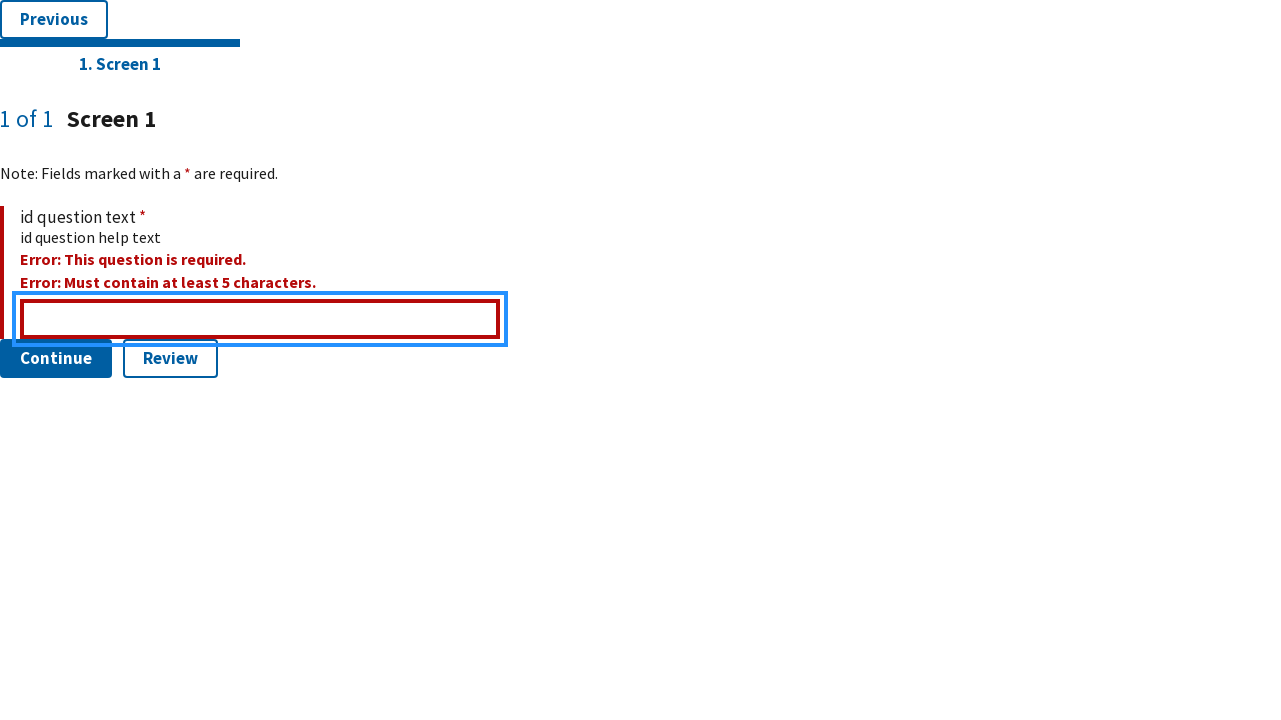 Previous
1. Screen 1
1 of 1 Screen 1
Note: Fields marked with a * are required.
id question text *
id question help text
Error: This question is required.
Error: Must contain at least 5 characters.
Continue Review